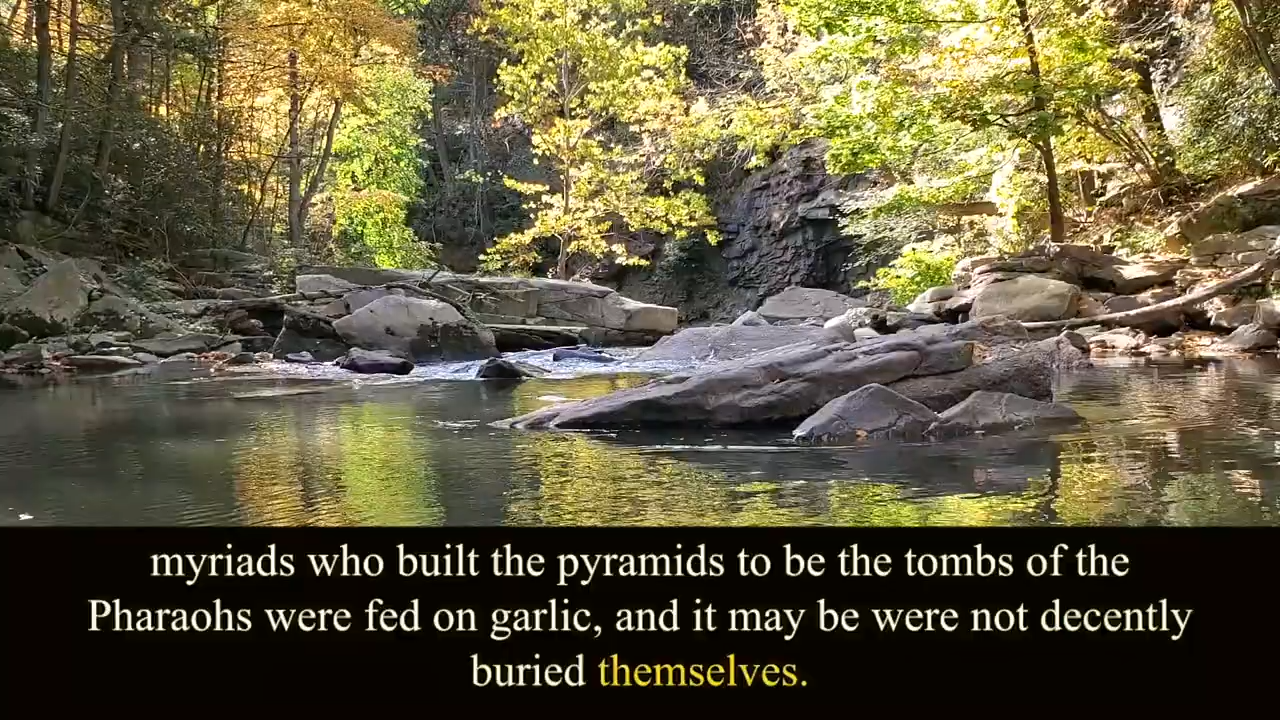 myriads who built the pyramids to be the tombs of the
Pharaohs were fed on garlic, and it may be were not decently
buried themselves.